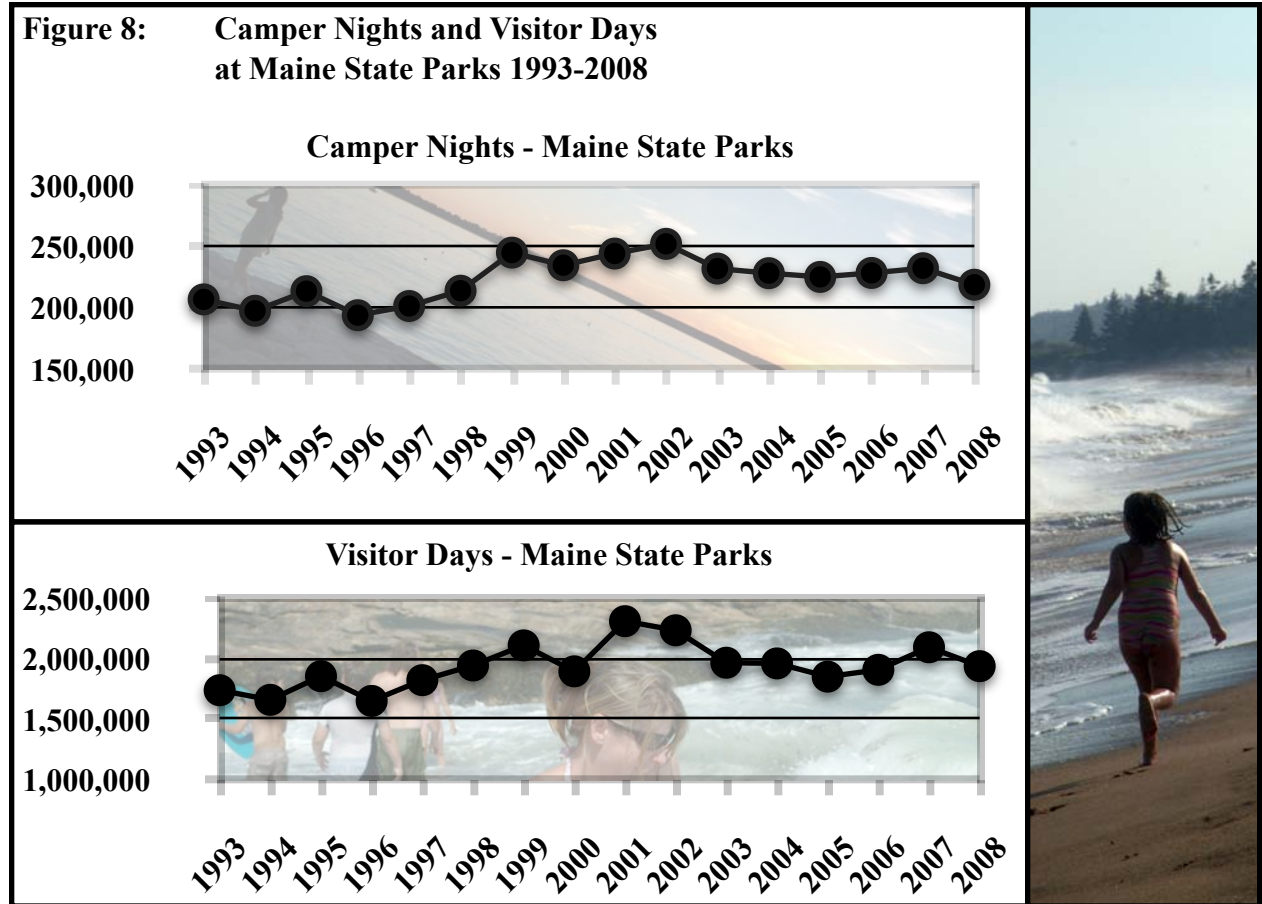 Figure 8: Camper Nights and Visitor Days
at Maine State Parks 1993-2008
Camper Nights - Maine State Parks
300,000
250,000
200,000
150,000
1993 1994 1995 1996 1997 1998 1999 2000 2001 2002 2003 2004 2005 2006 2007 2008
Visitor Days - Maine State Parks
2,500,000
2,000,000
1,500,000
1,000,000
1993 1994 1995 1996 1997 1998 1999 2000 2001 2002 2003 2004 2005 2006 2007 2008